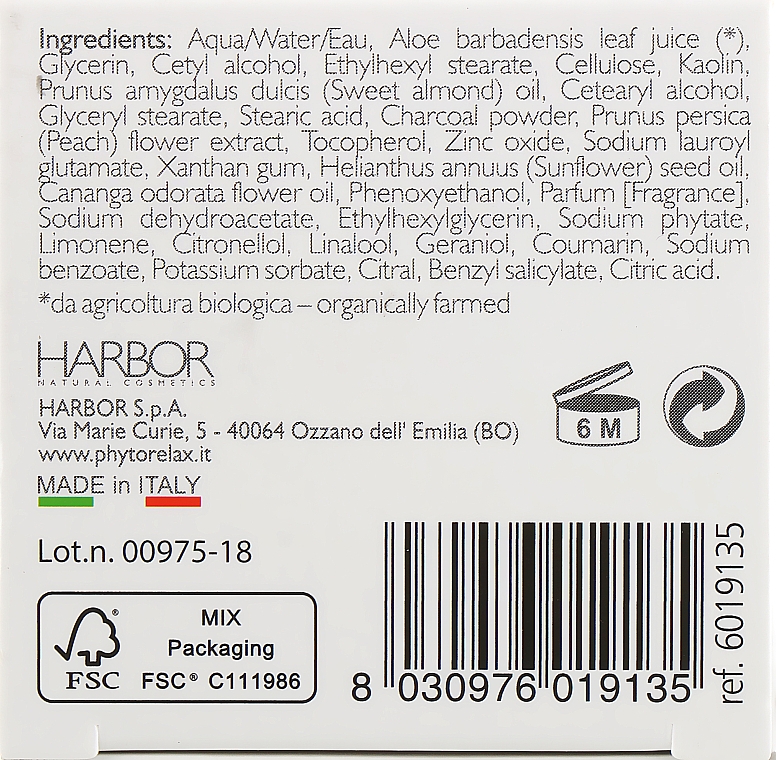 Ingredients: Aqua/Water/Eau, Aloe barbadensis leaf juice (*),
Glycerin, Cetyl alcohol, Ethylhexyl stearate, Cellulose, Kaolin,
Prunus amygdalus dulcis (Sweet almond) oil, Cetearyl alcohol,
Glyceryl stearate, Stearic acid, Charcoal powder, Prunus persica
(Peach) flower extract, Tocopherol, Zinc oxide, Sodium lauroyl
glutamate, Xanthan gum, Helianthus annuus (Sunflower) seed oil,
Cananga odorata flower oil, Phenoxyethanol, Parfum [Fragrance],
Sodium dehydroacetate, Ethylhexylglycerin, Sodium phytate,
Limonene, Citronellol, Linalool, Geraniol, Coumarin, Sodium
benzoate, Potassium sorbate, Citral, Benzyl salicylate, Citric acid.
*da agricoltura biologica – organically farmed
HARBOR
NATURAL COSMETICS
HARBOR S.p.A.
Via Marie Curie, 5 - 40064 Ozzano dell' Emilia (BO)
www.phytorelax.it
MADE in ITALY
6 M
Lot.n. 00975-18
MIX
Packaging
FSC® C111986
FSC
8 030976 019135
ref. 6019135